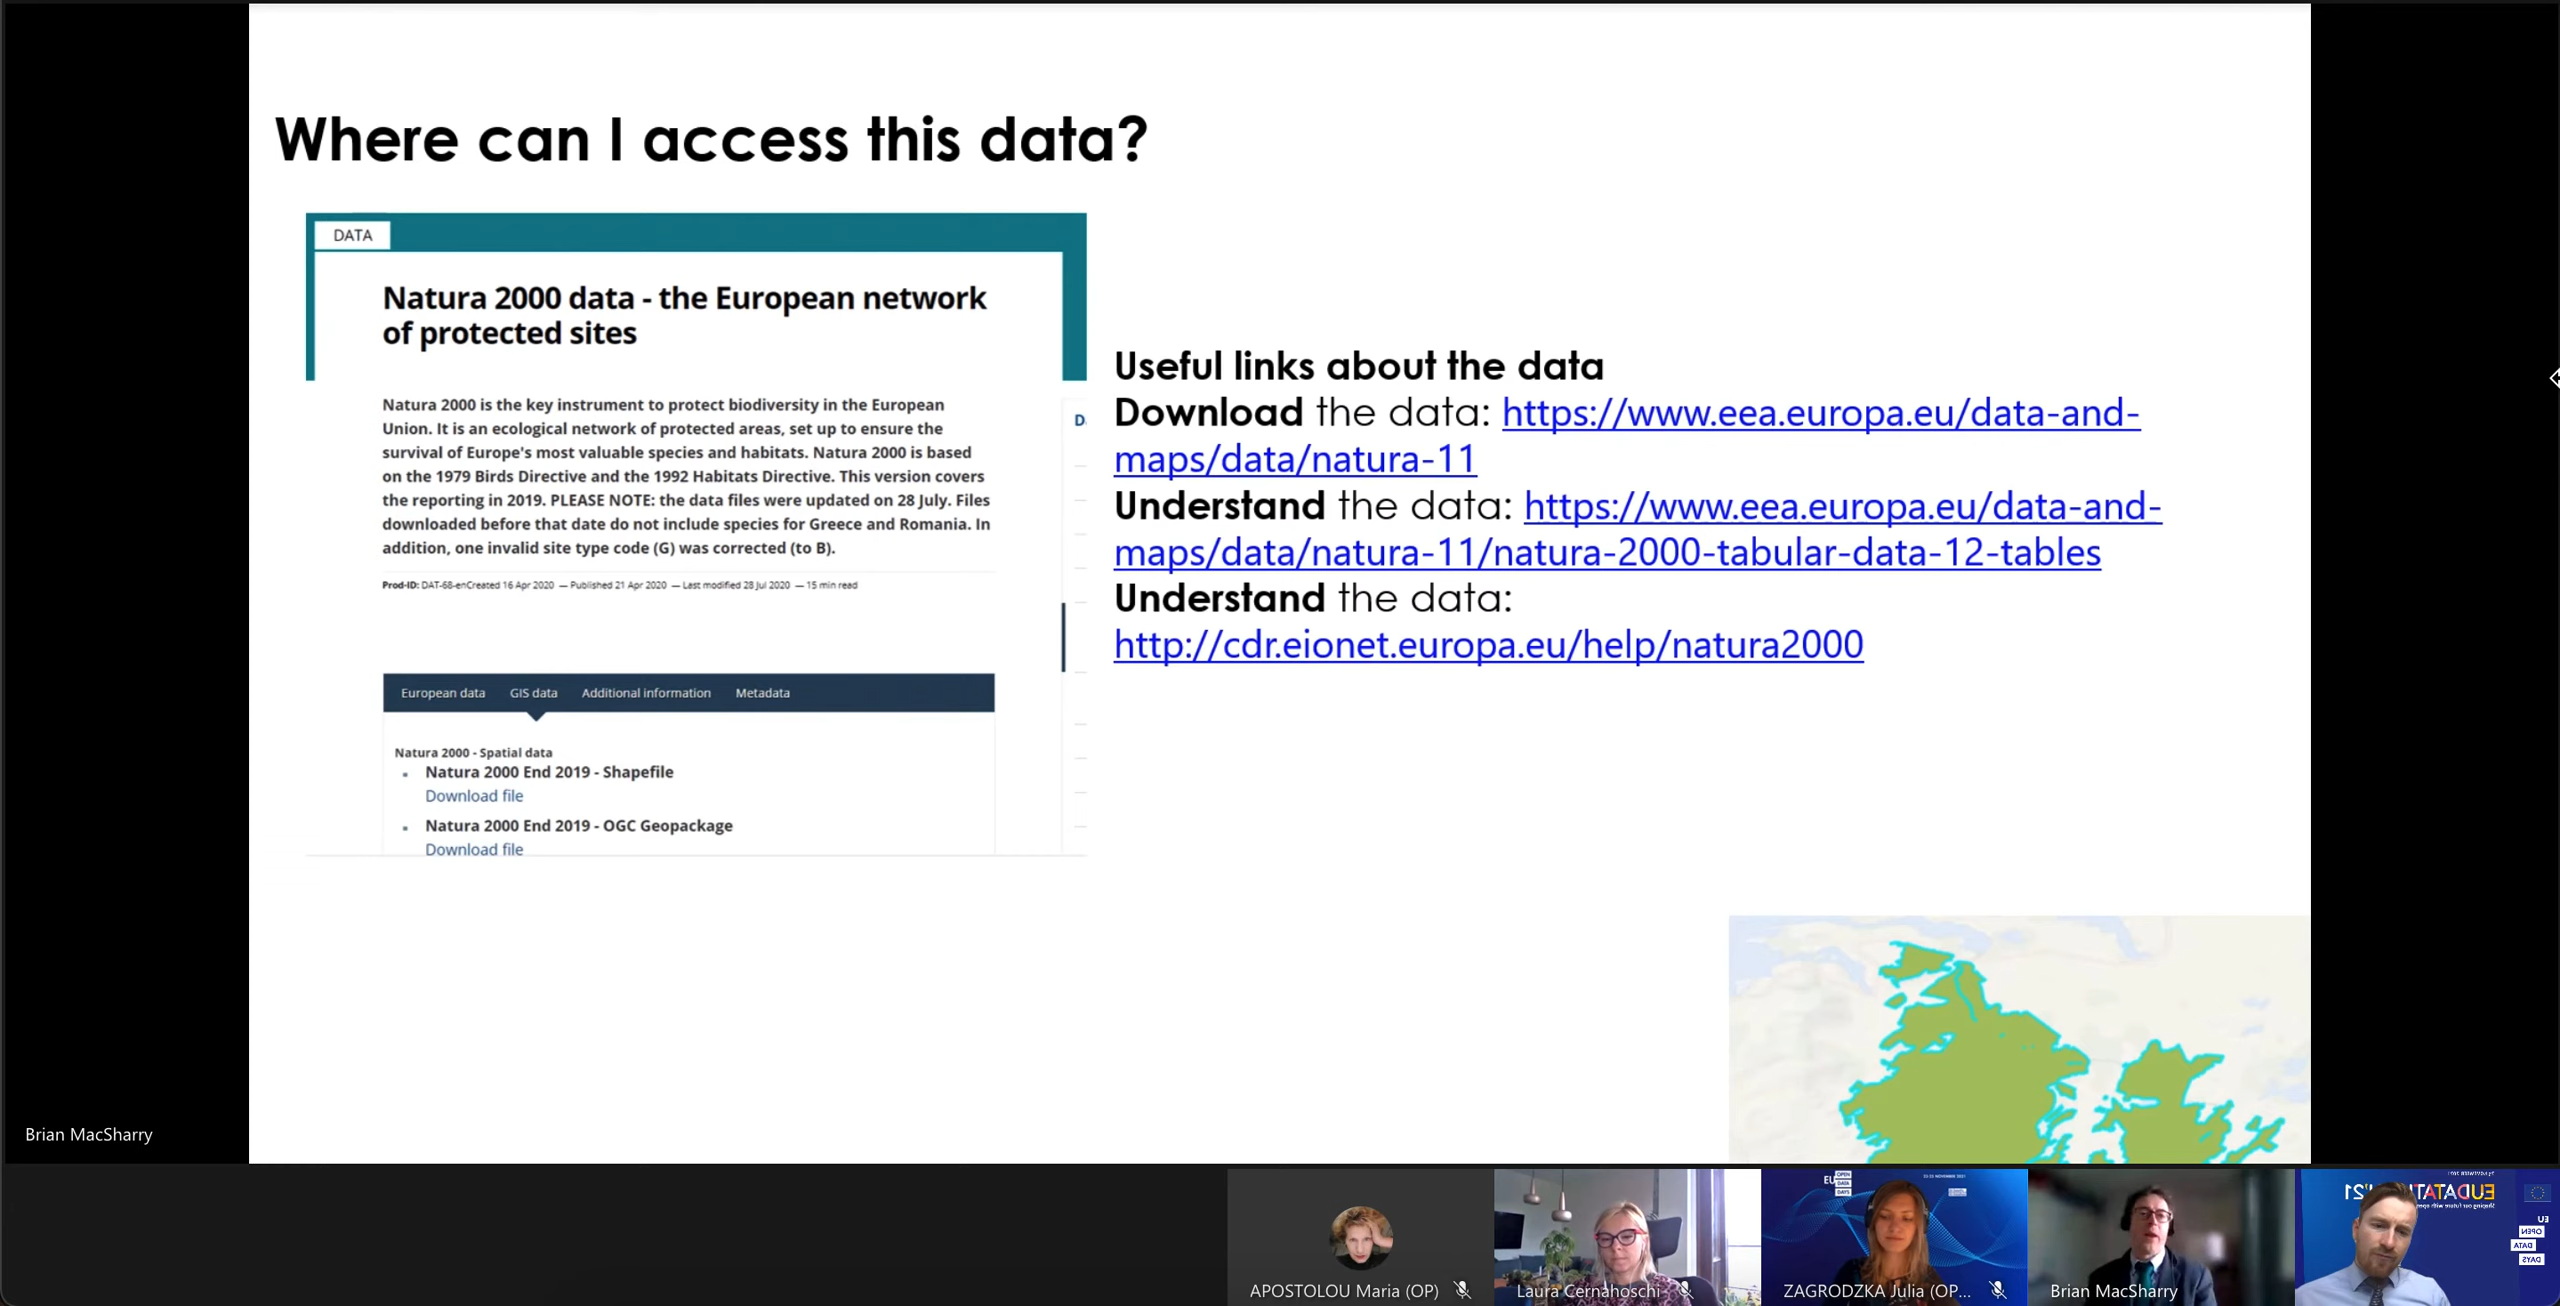 Where can I access this data?
DATA
Natura 2000 data - the European network
of protected sites
Natura 2000 is the key instrument to protect biodiversity in the European
Union. It is an ecological network of protected areas, set up to ensure the
survival of Europe's most valuable species and habitats. Natura 2000 is based
on the 1979 Birds Directive and the 1992 Habitats Directive. This version covers
the reporting in 2019. PLEASE NOTE: the data files were updated on 28 July. Files
downloaded before that date do not include species for Greece and Romania. In
addition, one invalid site type code (G) was corrected (to B).
Prod-ID: DAT-68-enCreated 16 Apr 2020 — Published 21 Apr 2020 — Last modified 28 Jul 2020 — 15 min read
European data GIS data Additional information Metadata
Natura 2000 - Spatial data
Natura 2000 End 2019 - Shapefile
Download file
Natura 2000 End 2019 - OGC Geopackage
Download file
D
Useful links about the data
Download the data: https://www.eea.europa.eu/data-and-
maps/data/natura-11
Understand the data: https://www.eea.europa.eu/data-and-
maps/data/natura-11/natura-2000-tabular-data-12-tables
Understand the data:
http://cdr.eionet.europa.eu/help/natura2000
Brian MacSharry
APOSTOLOU Maria (OP)
Laura Cernahoschi
EU
OPEN
DATA
DAYS
ZAGRODZKA Julia (OP...
Brian MacSharry
EU
OPEN
DATA
DAYS